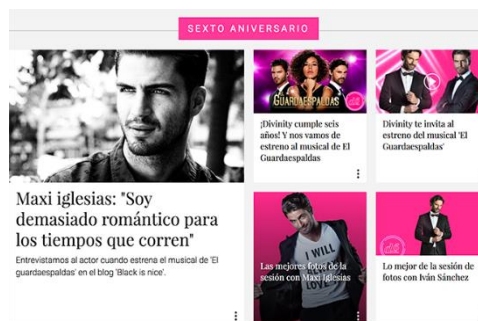 SEXTO ANIVERSARIO
Maxi iglesias: "Soy
demasiado romántico para
los tiempos que corren"
Entrevistamos al actor cuando estrena el musical de 'El
guardaespaldas' en el blog 'Black is nice'.
GUARDAESPALDAS
¡Divinity cumple seis
años! Y nos vamos de
estreno al musical de El
Guardaespaldas
Divinity te invita al
estreno del musical 'El
Guardaespaldas'
I WILL
LOVE
Las mejores fotos de la
sesión con Maxi Iglesias
Lo mejor de la sesión de
fotos con Iván Sánchez